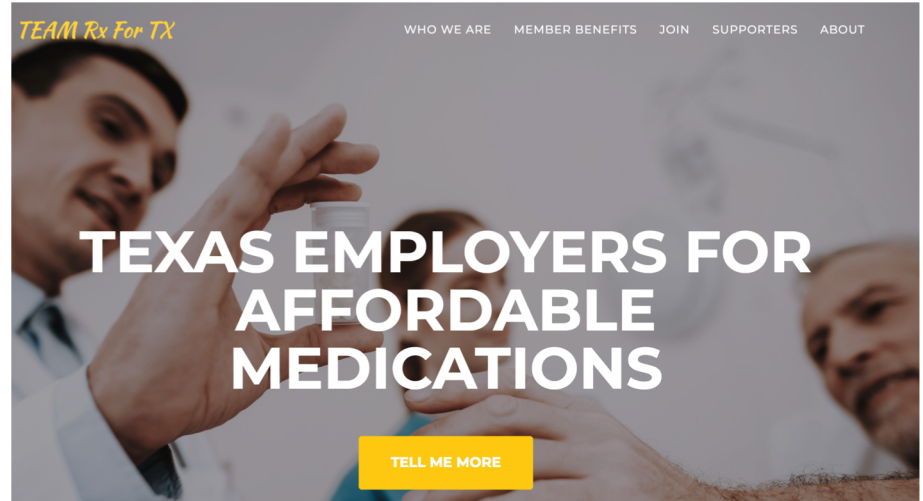 TEAM Rx For TX
WHO WE ARE MEMBER BENEFITS JOIN SUPPORTERS ABOUT
TEXAS EMPLOYERS FOR
AFFORDABLE
MEDICATIONS
TELL ME MORE